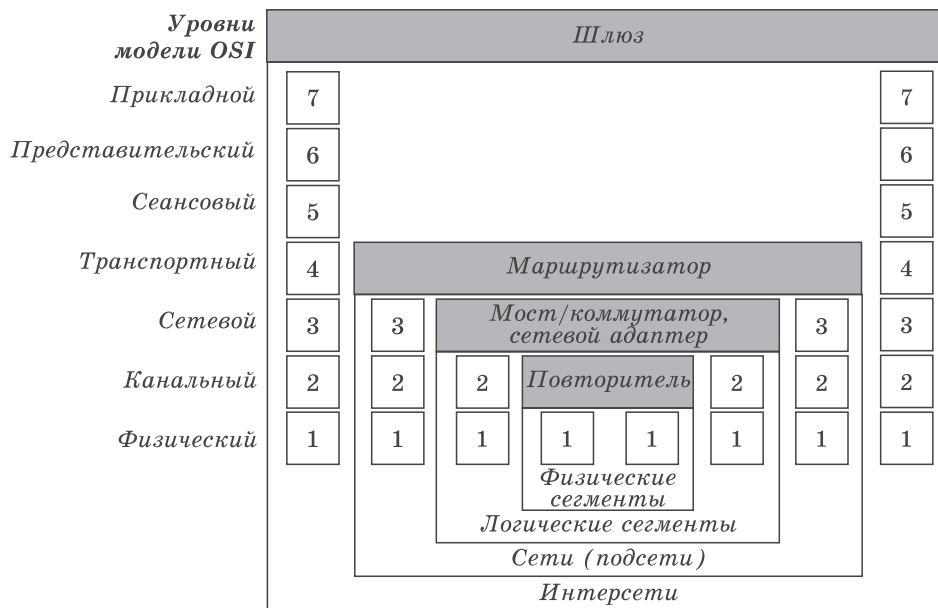 Уровни
модели OSI
Шлюз
Прикладной 7 7
Представительский 6 6
Сеансовый 5 5
Транспортный 4 Маршрутизатор 4
Сетевой 3 3 Мост/коммутатор,
сетевой адаптер 3 3
Канальный 2 2 2 Повторитель 2 2 2
Физический 1 1 1 1 1 1 1 1
Физические
сегменты
Логические сегменты
Сети (подсети)
Интерсети